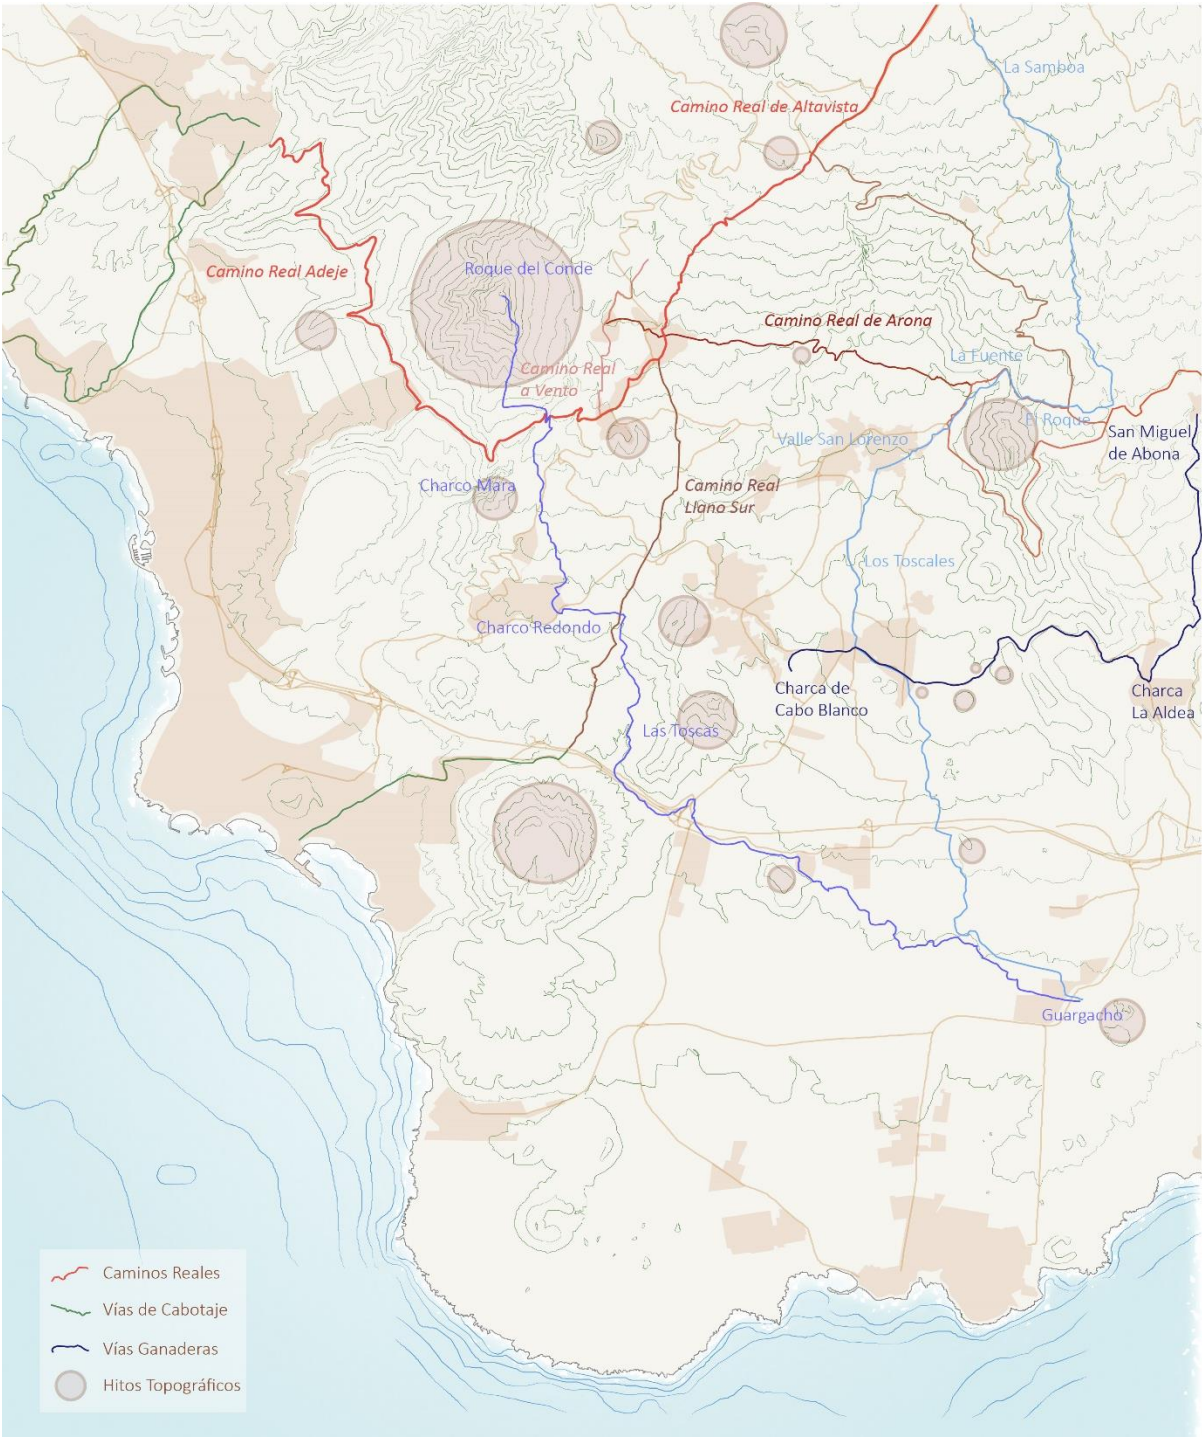 La Samboa
Camino Real de Altavista
Roque del Conde
Camino Real Adeje
Camino Real de Arona
La Fuente
Camino Real
a Vento
El Roque
San Miguel
de Abona
Valle San Lorenzo
Charco Mara
Camino Real
Llano Sur
Los Toscales
Charco Redondo
Charca de
Cabo Blanco
Charca
La Aldea
Las Toscas
Guargacho
Caminos Reales
Vías de Cabotaje
Vías Ganaderas
Hitos Topográficos